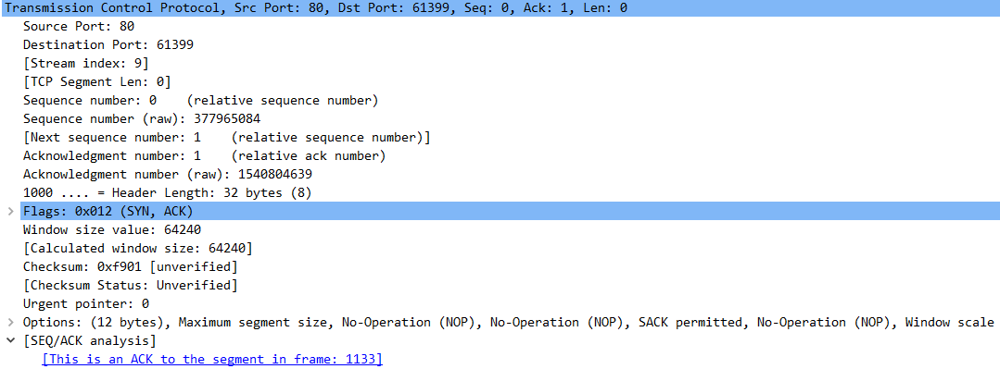 Transmission Control Protocol, Src Port: 80, Dst Port: 61399, Seq: 0, Ack: 1, Len: 0
Source Port: 80
Destination Port: 61399
[Stream index: 9]
[TCP Segment Len: 0]
Sequence number: 0    (relative sequence number)
Sequence number (raw): 377965084
[Next sequence number: 1    (relative sequence number)]
Acknowledgment number: 1    (relative ack number)
Acknowledgment number (raw): 1540804639
1000 .... = Header Length: 32 bytes (8)
Flags: 0x012 (SYN, ACK)
Window size value: 64240
[Calculated window size: 64240]
Checksum: 0xf901 [unverified]
[Checksum Status: Unverified]
Urgent pointer: 0
Options: (12 bytes), Maximum segment size, No-Operation (NOP), No-Operation (NOP), SACK permitted, No-Operation (NOP), Window scale
[SEQ/ACK analysis]
[This is an ACK to the segment in frame: 1133]